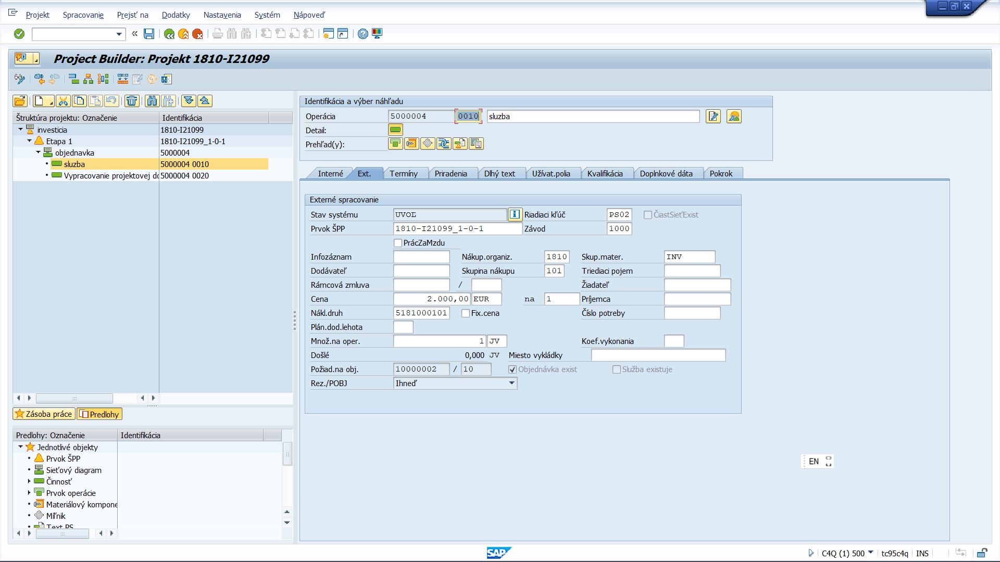 Projekt Spracovanie Prejsť na Dodatky Nastavenia Systém Nápoveď
Project Builder: Projekt 1810-I21099
Štruktúra projektu: Označenie Identifikácia
investicia 1810-I21099
Etapa 1 1810-I21099_1-0-1
objednavka 5000004
sluzba 5000004 0010
Vypracovanie projektovej do 5000004 0020
Zásoba práce Predlohy
Predlohy: Označenie Identifikácia
Jednotlivé objekty
Prvok ŠPP
Sieťový diagram
Činnosť
Prvok operácie
Materiálový kompone
Míľnik
Text PS
Identifikácia a výber náhľadu
Operácia 5000004 0010 sluzba
Detail:
Prehľad(y):
Interné Ext. Termíny Priradenia Dlhý text Užívat.polia Kvalifikácia Doplnkové dáta Pokrok
Externé spracovanie
Stav systému UVOĽ Riadiaci kľúč PS02 ČiastSieťExist
Prvok ŠPP 1810-I21099_1-0-1 Závod 1000
PrácZaMzdu
Infozáznam Nákup.organiz. 1810 Skup.mater. INV
Dodávateľ Skupina nákupu 101 Triediaci pojem
Rámcová zmluva / Žiadateľ
Cena 2.000,00 EUR na 1 Príjemca
Nákl.druh 5181000101 Fix.cena Číslo potreby
Plán.dod.lehota
Množ.na oper. 1 JV Koef.vykonania
Došlé 0,000 JV Miesto vykládky
Požiad.na obj. 10000002 / 10 Objednávka exist Služba existuje
Rez./POBJ Ihneď
EN
SAP C4Q (1) 500 tc95c4q INS